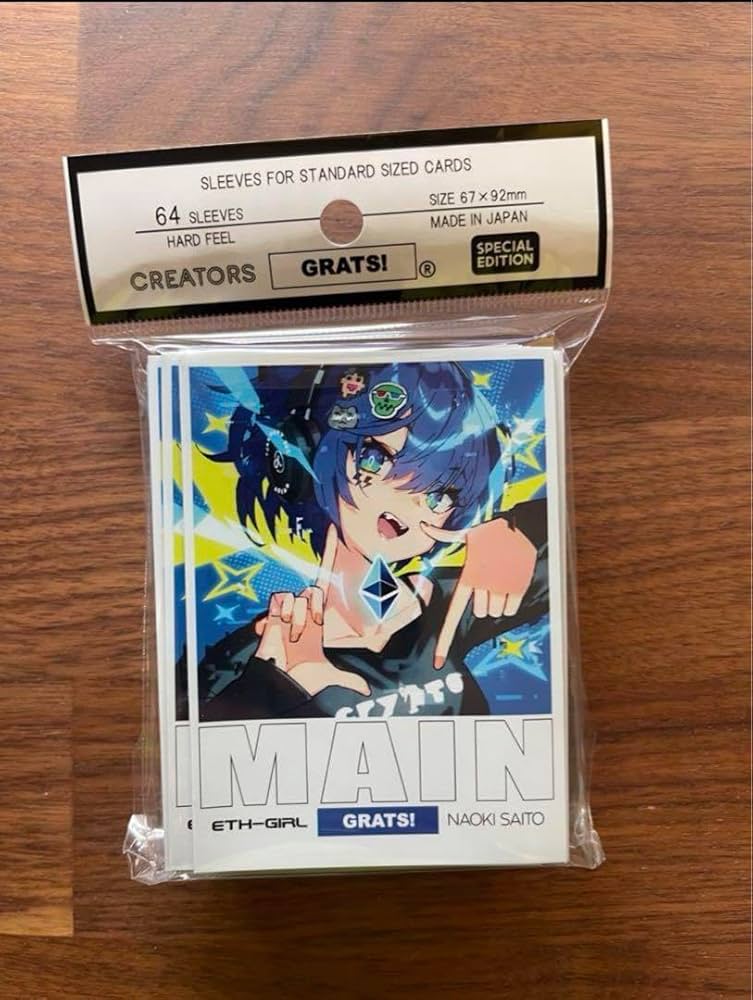 SLEEVES FOR STANDARD SIZED CARDS
64 SLEEVES
HARD FEEL
SIZE 67×92mm
MADE IN JAPAN
CREATORS GRATS! ®
SPECIAL
EDITION
CRYPTO
MAIN
ETH-GIRL GRATS! NAOKI SAITO